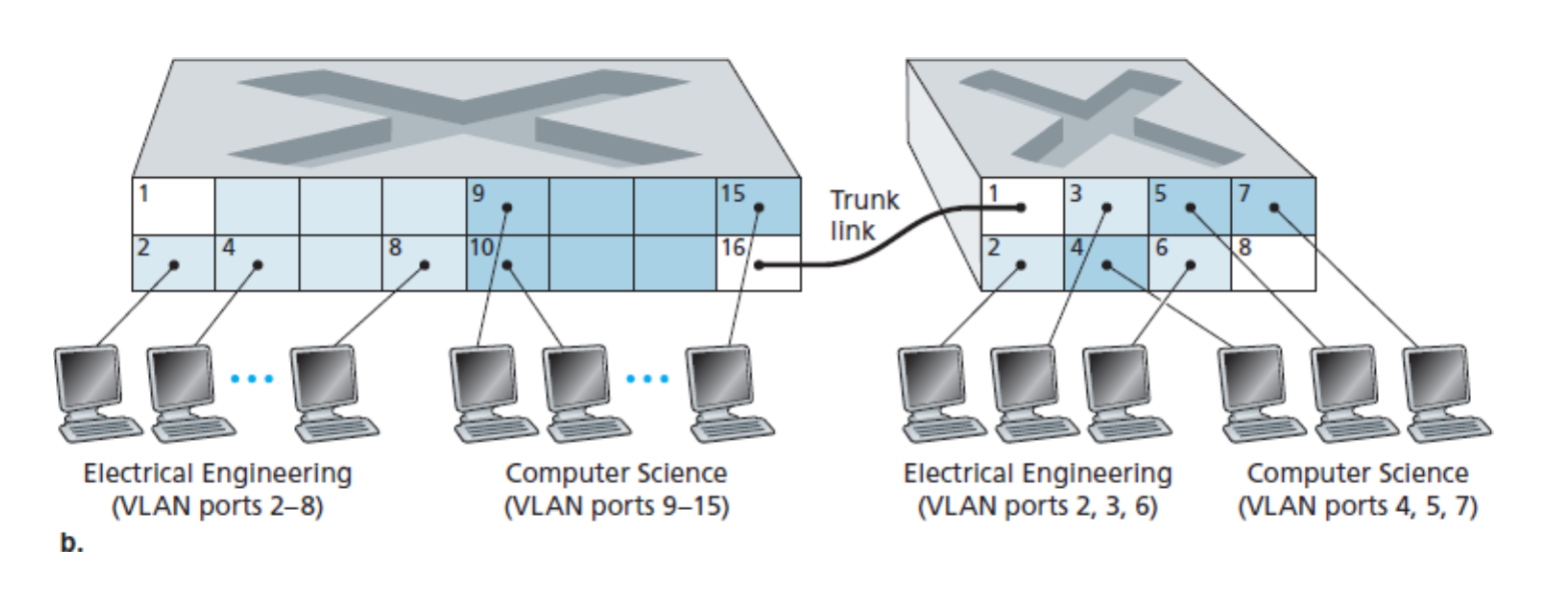 1
9
15
2
4
8
10
16
Trunk
link
1
3
5
7
2
4
6
8
Electrical Engineering
(VLAN ports 2–8)
Computer Science
(VLAN ports 9–15)
Electrical Engineering
(VLAN ports 2, 3, 6)
Computer Science
(VLAN ports 4, 5, 7)
b.